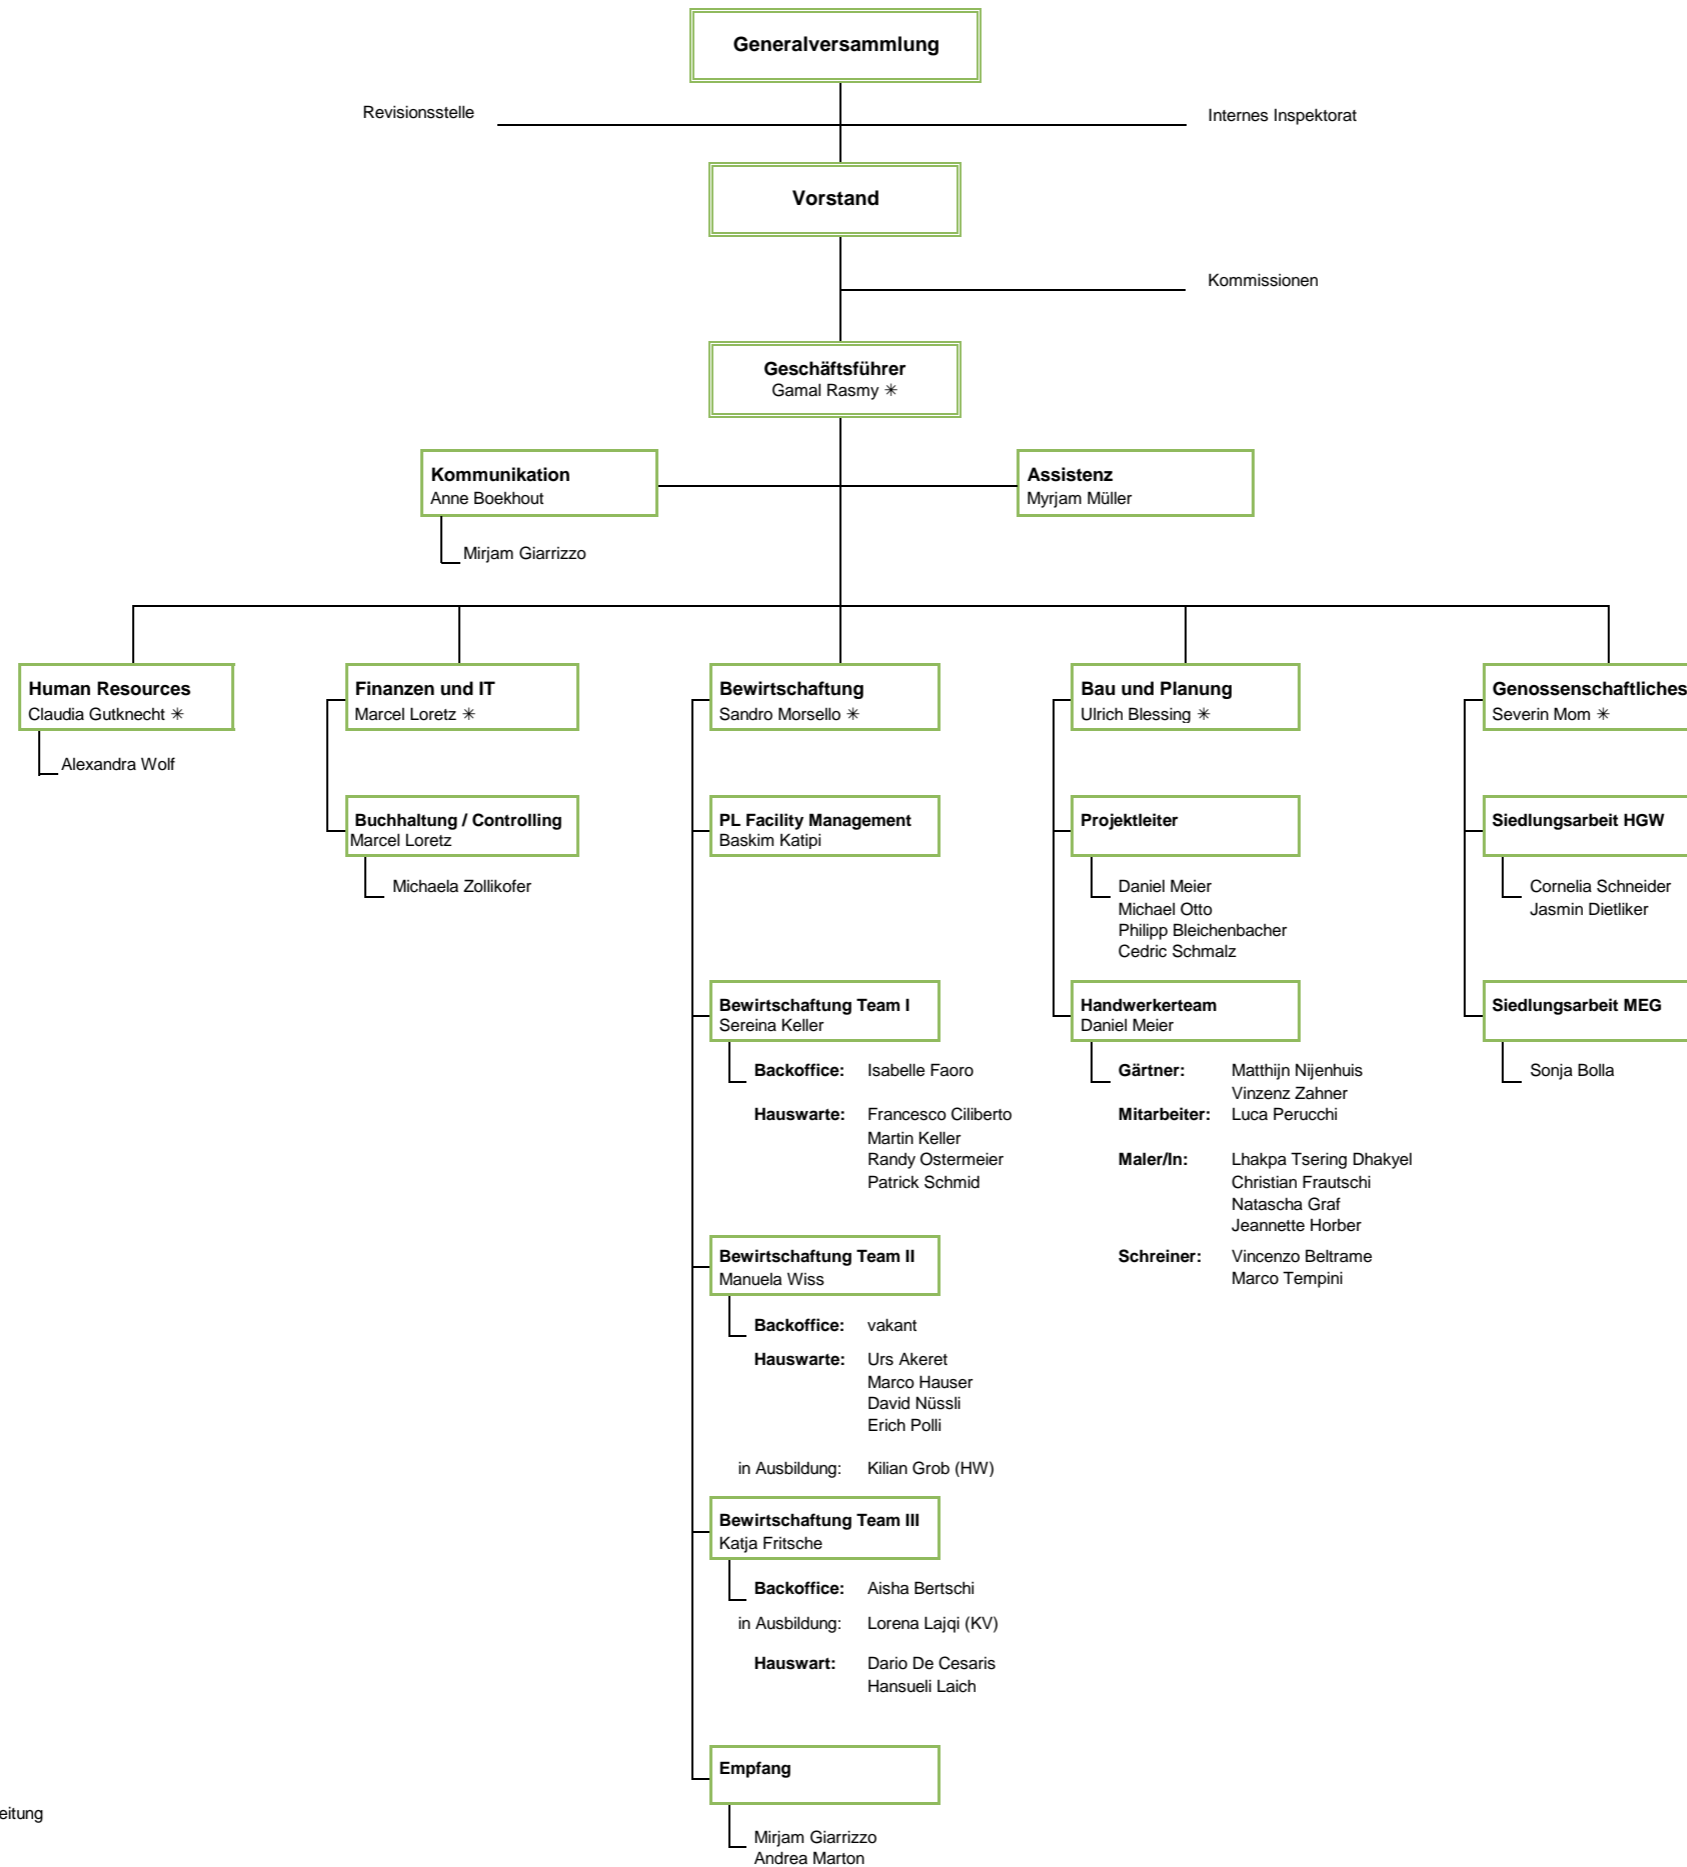 Generalversammlung
Revisionsstelle
Internes Inspektorat
Vorstand
Kommissionen
Geschäftsführer
Gamal Rasmy ✳
Kommunikation
Anne Boekhout
Mirjam Giarrizzo
Assistenz
Myrjam Müller
Human Resources
Claudia Gutknecht ✳
Alexandra Wolf
Finanzen und IT
Marcel Loretz ✳
Buchhaltung / Controlling
Marcel Loretz
Michaela Zollikofer
Bewirtschaftung
Sandro Morsello ✳
PL Facility Management
Baskim Katipi
Bewirtschaftung Team I
Sereina Keller
Backoffice: Isabelle Faoro
Hauswarte: Francesco Ciliberto
Martin Keller
Randy Ostermeier
Patrick Schmid
Bewirtschaftung Team II
Manuela Wiss
Backoffice: vakant
Hauswarte: Urs Akeret
Marco Hauser
David Nüssli
Erich Polli
in Ausbildung: Kilian Grob (HW)
Bewirtschaftung Team III
Katja Fritsche
Backoffice: Aisha Bertschi
in Ausbildung: Lorena Lajqi (KV)
Hauswart: Dario De Cesaris
Hansueli Laich
Empfang
Mirjam Giarrizzo
Andrea Marton
Bau und Planung
Ulrich Blessing ✳
Projektleiter
Daniel Meier
Michael Otto
Philipp Bleichenbacher
Cedric Schmalz
Handwerkerteam
Daniel Meier
Gärtner: Matthijn Nijenhuis
Vinzenz Zahner
Mitarbeiter: Luca Perucchi
Maler/In: Lhakpa Tsering Dhakyel
Christian Frautschi
Natascha Graf
Jeannette Horber
Schreiner: Vincenzo Beltrame
Marco Tempini
Genossenschaftliches
Severin Mom ✳
Siedlungsarbeit HGW
Cornelia Schneider
Jasmin Dietliker
Siedlungsarbeit MEG
Sonja Bolla
eitung